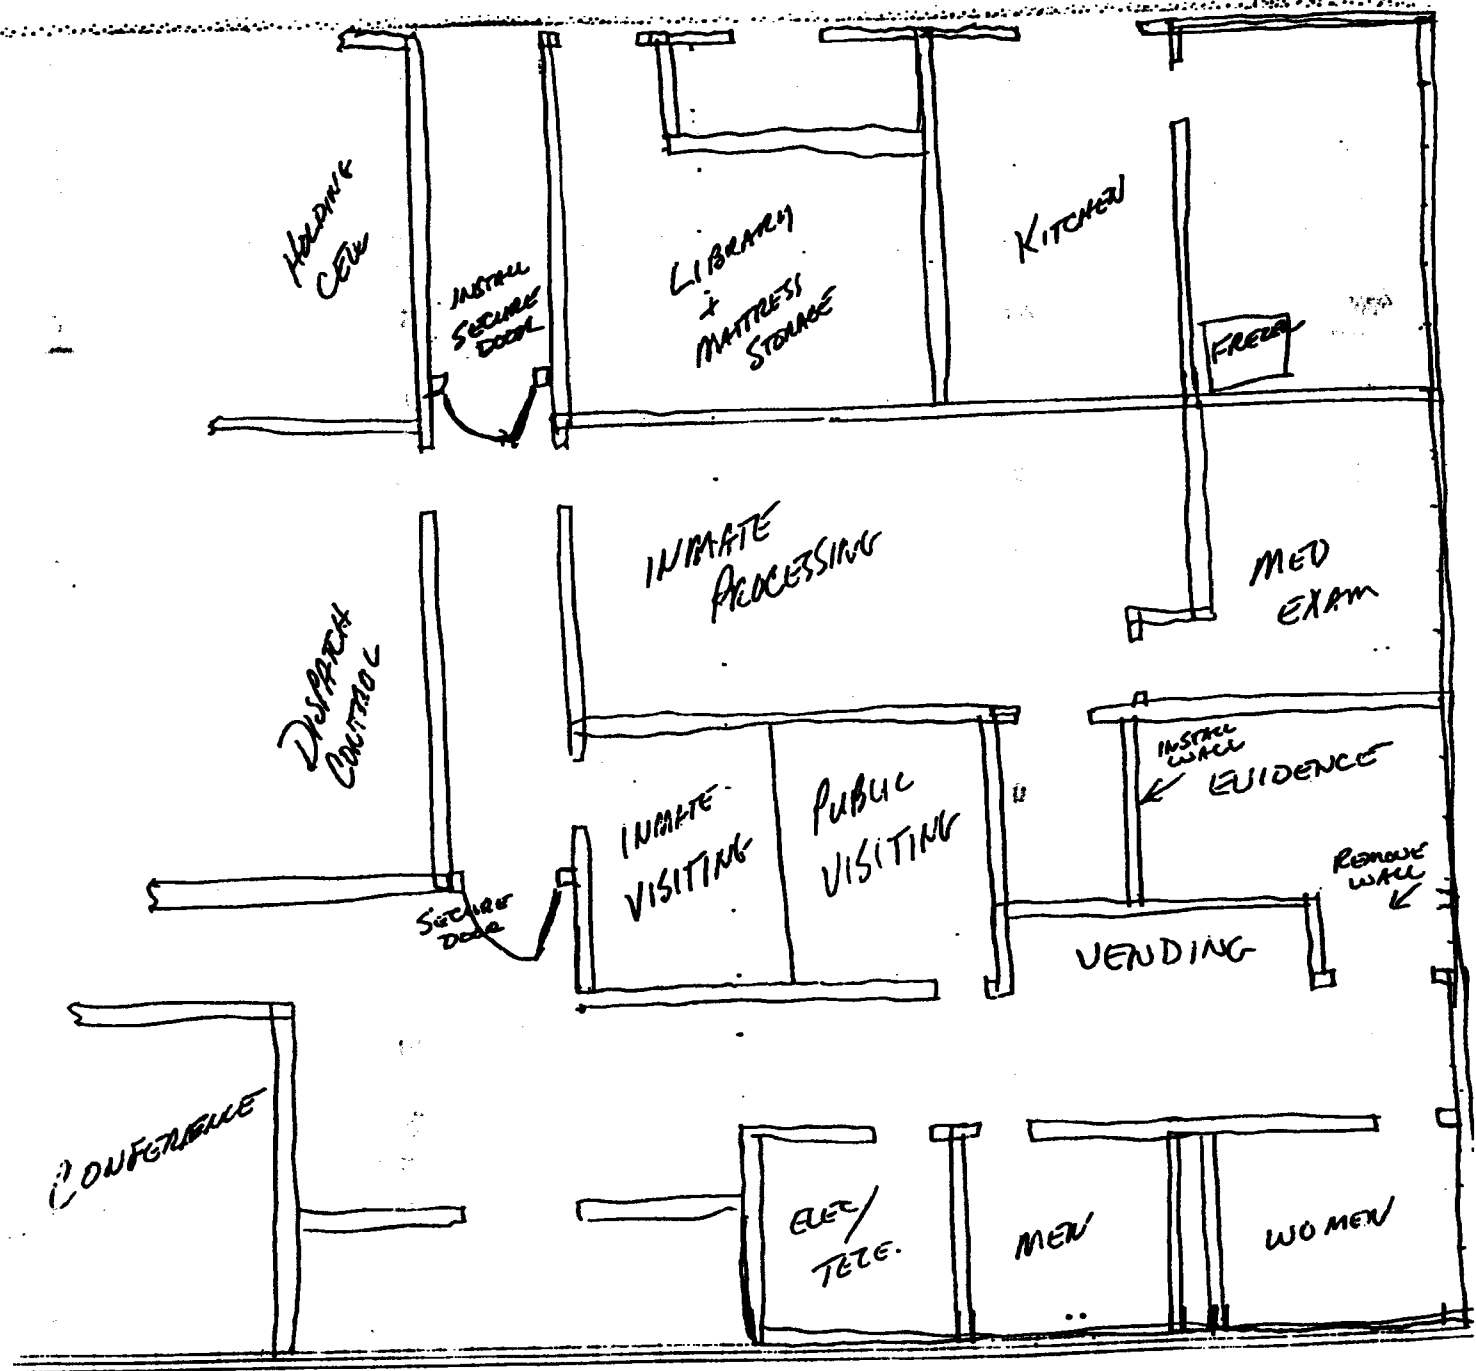 HOLDING
CELL
INSTALL
SECURE
DOOR
LIBRARY
+
MATTRESS
STORAGE
KITCHEN
FREZER
INMATE
PROCESSING
MED
EXAM
DISPATCH
CONTROL
INMATE
VISITING
PUBLIC
VISITING
INSTALL
WALL
EVIDENCE
REMOVE
WALL
SECURE
DOOR
VENDING
CONFERENCE
ELEC/
TELE.
MEN
WOMEN